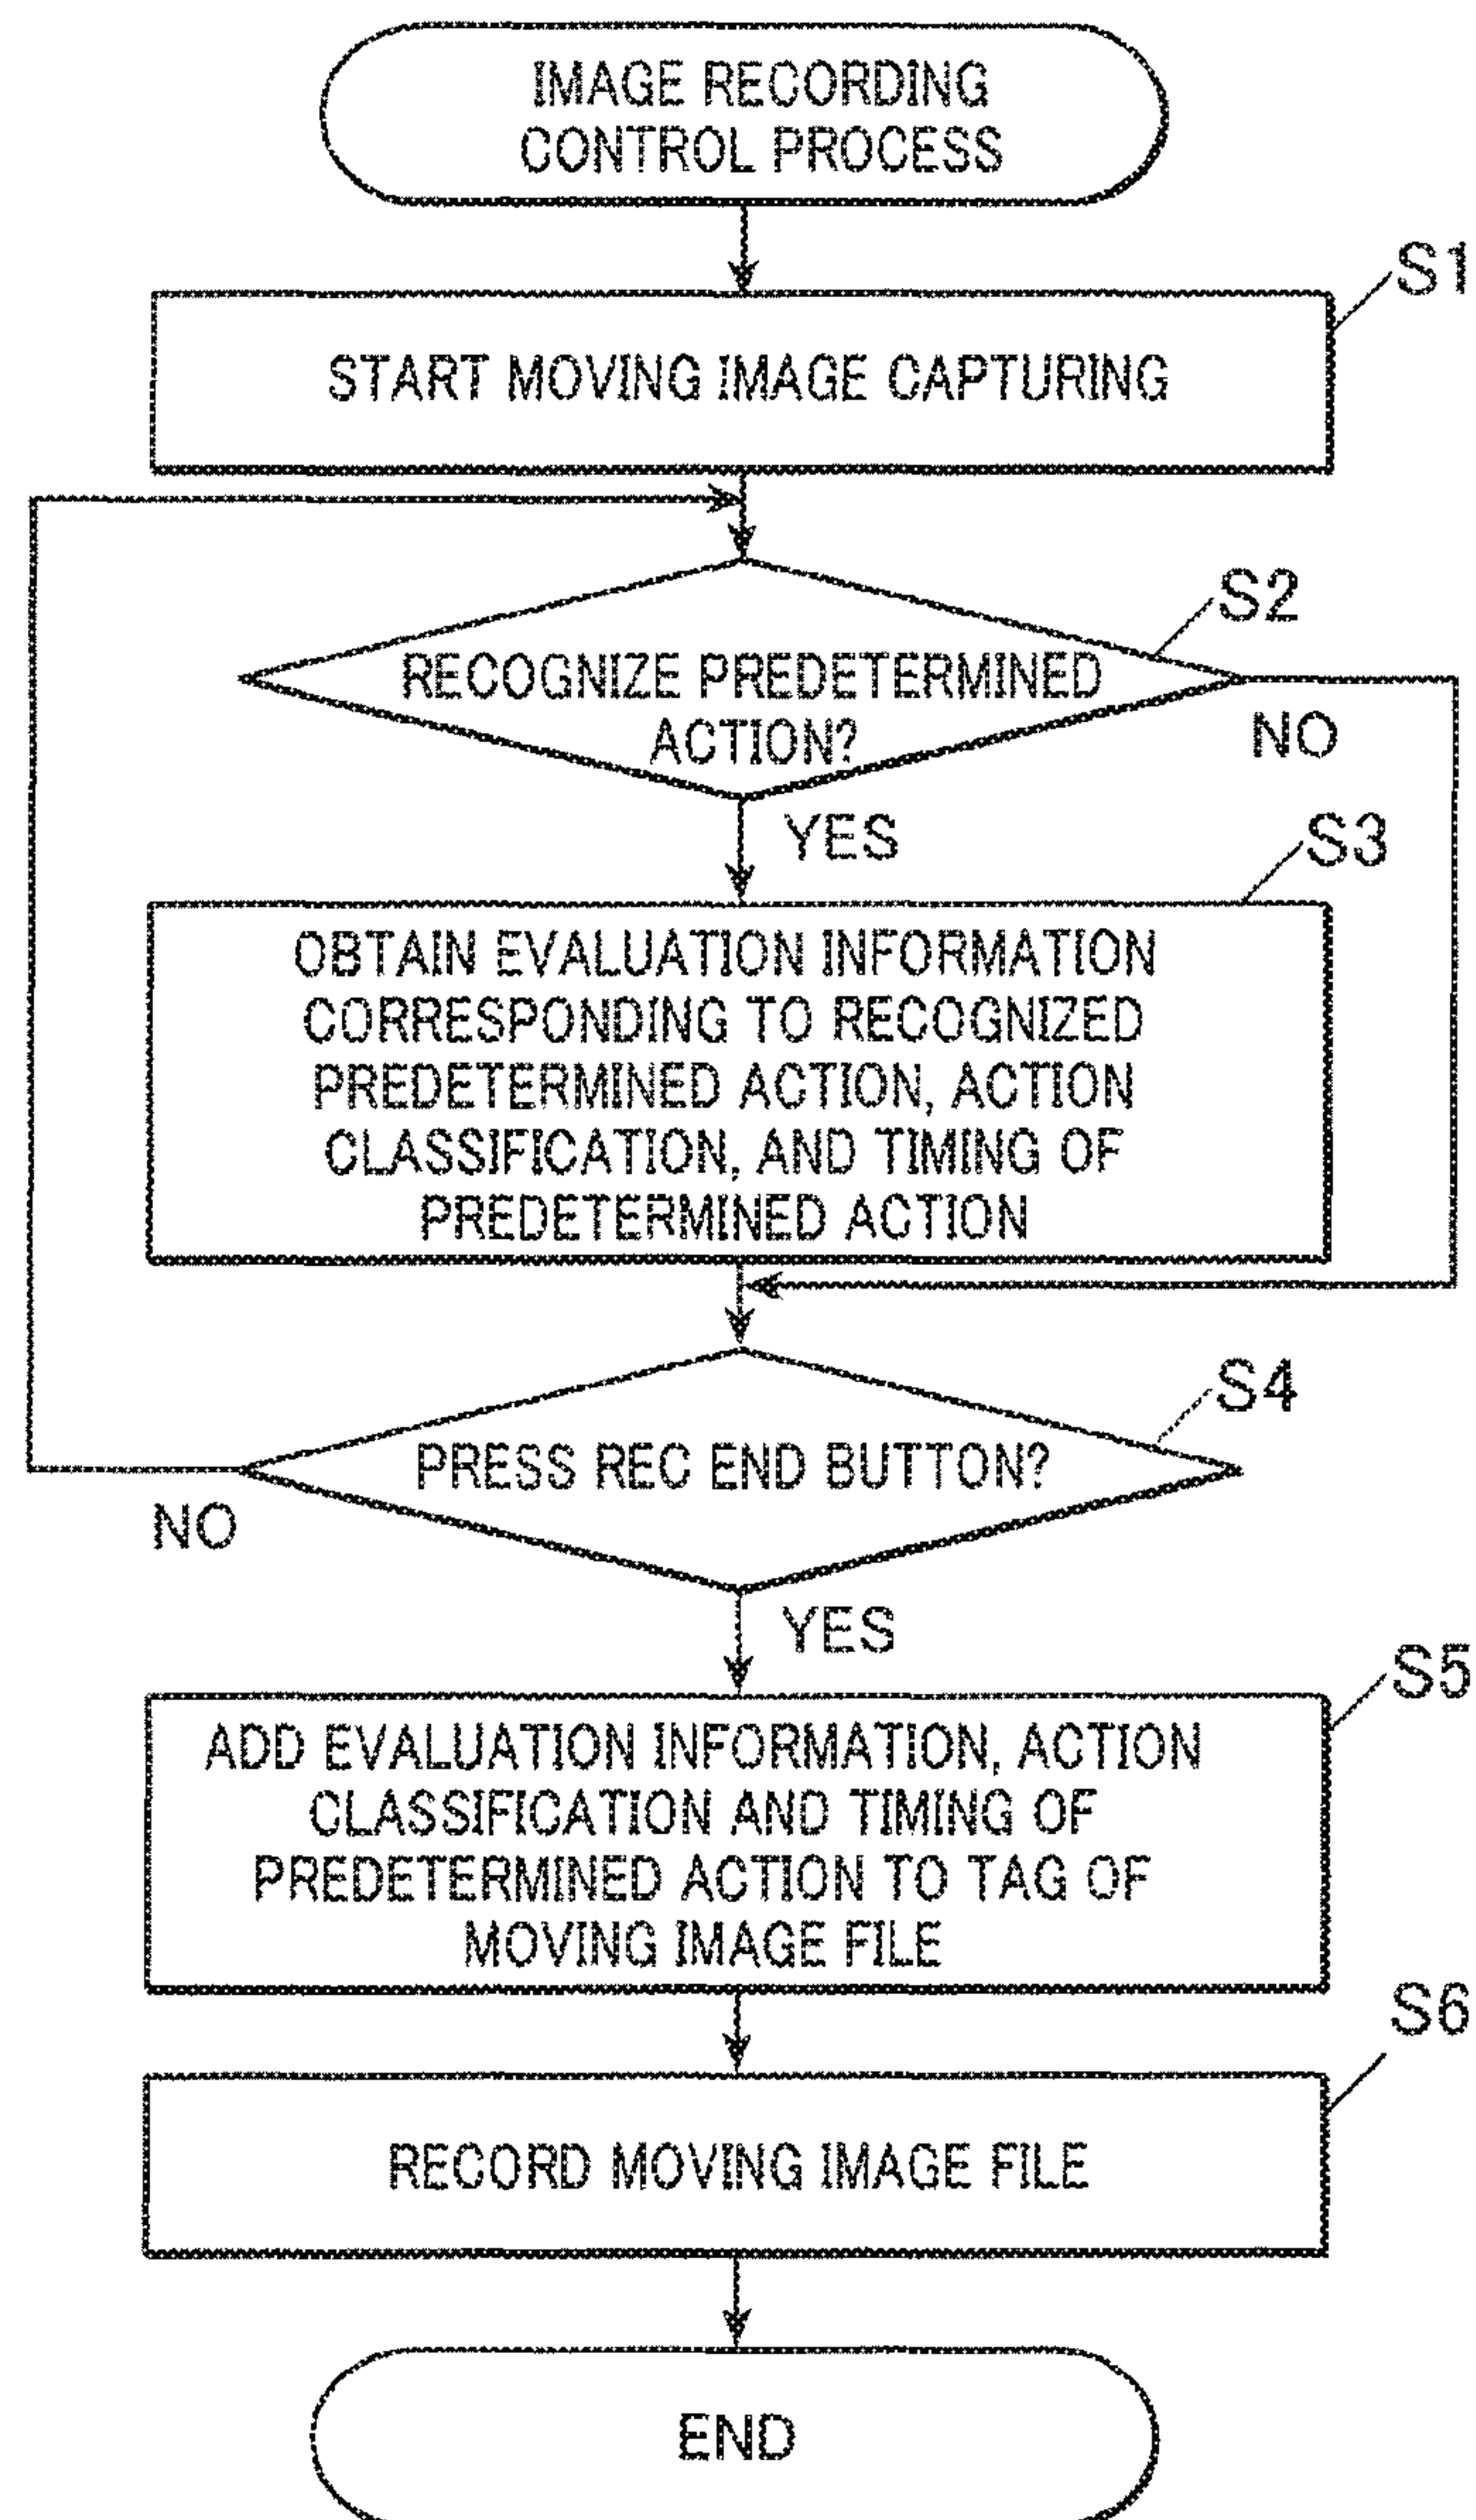 IMAGE RECORDING
CONTROL PROCESS
S1
START MOVING IMAGE CAPTURING
S2
RECOGNIZE PREDETERMINED
ACTION?
NO
YES
S3
OBTAIN EVALUATION INFORMATION
CORRESPONDING TO RECOGNIZED
PREDETERMINED ACTION, ACTION
CLASSIFICATION, AND TIMING OF
PREDETERMINED ACTION
S4
PRESS REC END BUTTON?
NO
YES
S5
ADD EVALUATION INFORMATION, ACTION
CLASSIFICATION AND TIMING OF
PREDETERMINED ACTION TO TAG OF
MOVING IMAGE FILE
S6
RECORD MOVING IMAGE FILE
END